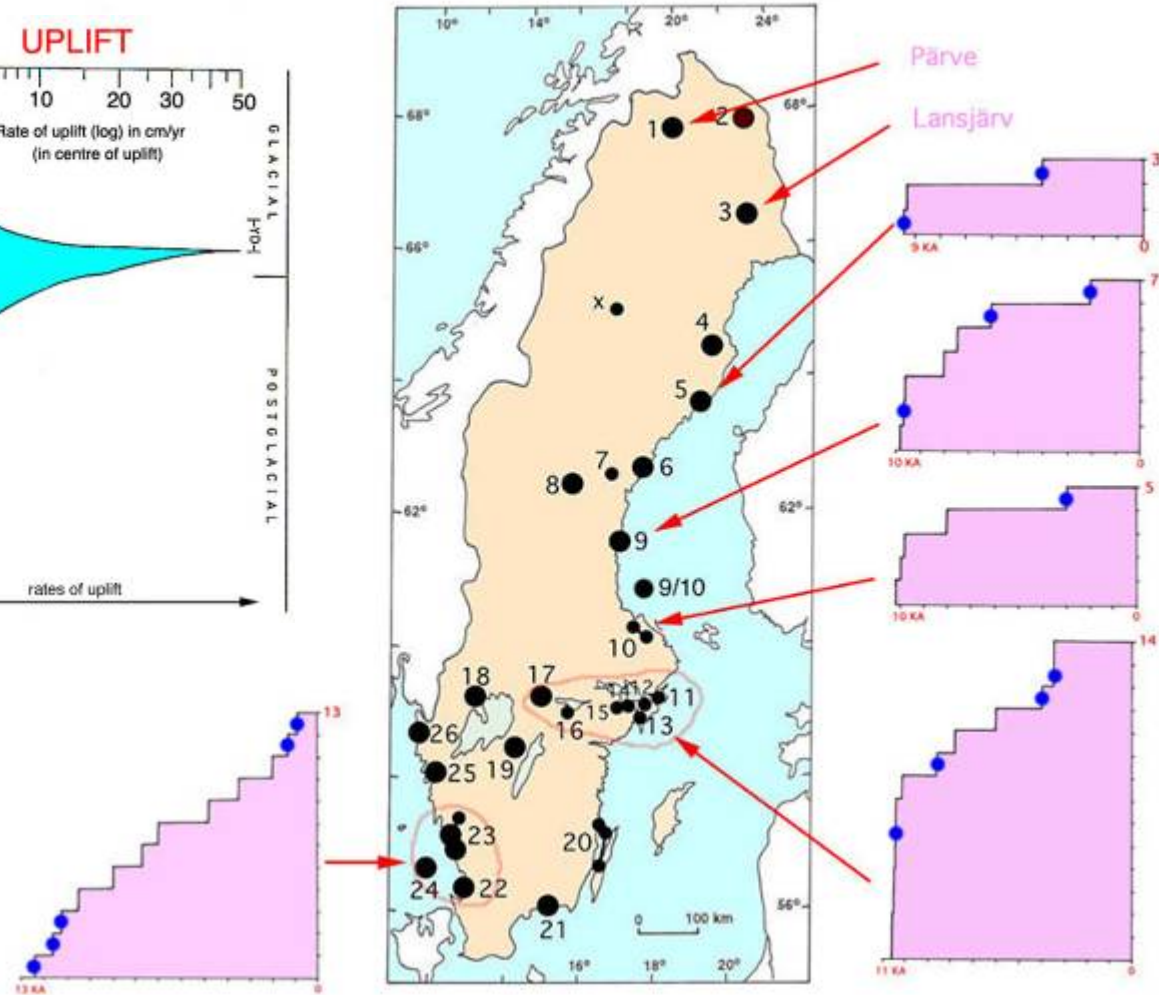 UPLIFT
10 20 30 50
Rate of uplift (log) in cm/yr
(in centre of uplift)
GLACIAL
YD
POSTGLACIAL
rates of uplift
10° 14° 20° 24°
68° 68°
66°
62° 62°
56°
16° 18° 20°
Pärve
Lansjärv
1
2
3
x
4
5
6
7
8
9
9/10
10
11
12
14
15
13
16
17
18
19
26
25
23
24
22
21
20
0 100 km
3
9 KA 0
7
10 KA 0
5
10 KA 0
14
11 KA 0
13
13 KA 0